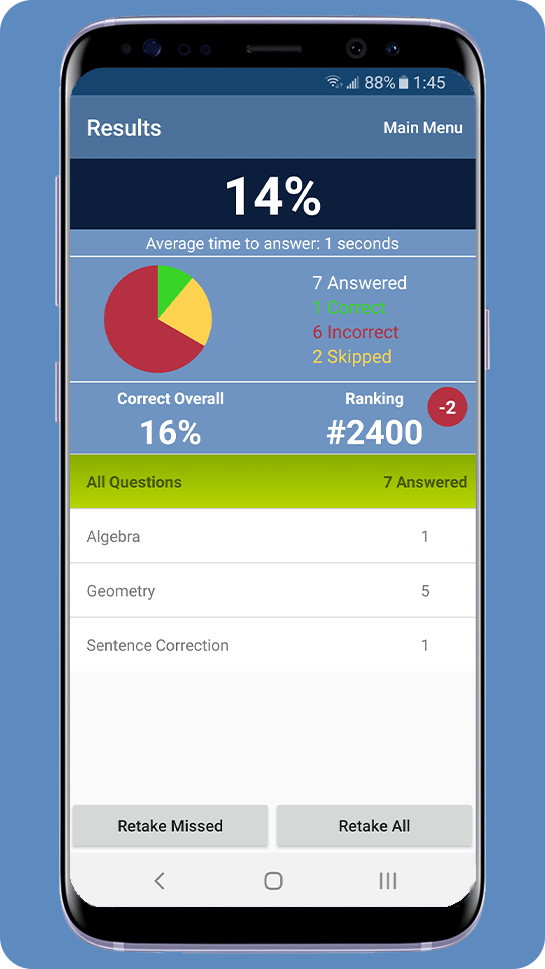 88% 1:45
Results Main Menu
14%
Average time to answer: 1 seconds
7 Answered
1 Correct
6 Incorrect
2 Skipped
Correct Overall Ranking -2
16% #2400
All Questions 7 Answered
Algebra 1
Geometry 5
Sentence Correction 1
Retake Missed Retake All